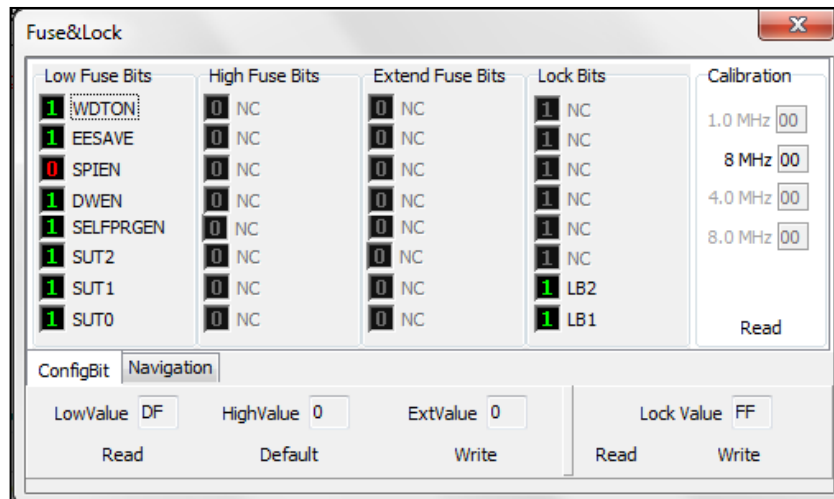 Fuse&Lock
Low Fuse Bits High Fuse Bits Extend Fuse Bits Lock Bits Calibration
1 WDTON 0 NC 0 NC 1 NC
1.0 MHz 00
1 EESAVE 0 NC 0 NC 1 NC
8 MHz 00
0 SPIEN 0 NC 0 NC 1 NC
1 DWEN 0 NC 0 NC 1 NC
4.0 MHz 00
1 SELFPRGEN 0 NC 0 NC 1 NC
8.0 MHz 00
1 SUT2 0 NC 0 NC 1 NC
1 SUT1 0 NC 0 NC 1 LB2
1 SUT0 0 NC 0 NC 1 LB1
Read
ConfigBit Navigation
LowValue DF HighValue 0 ExtValue 0 Lock Value FF
Read Default Write Read Write